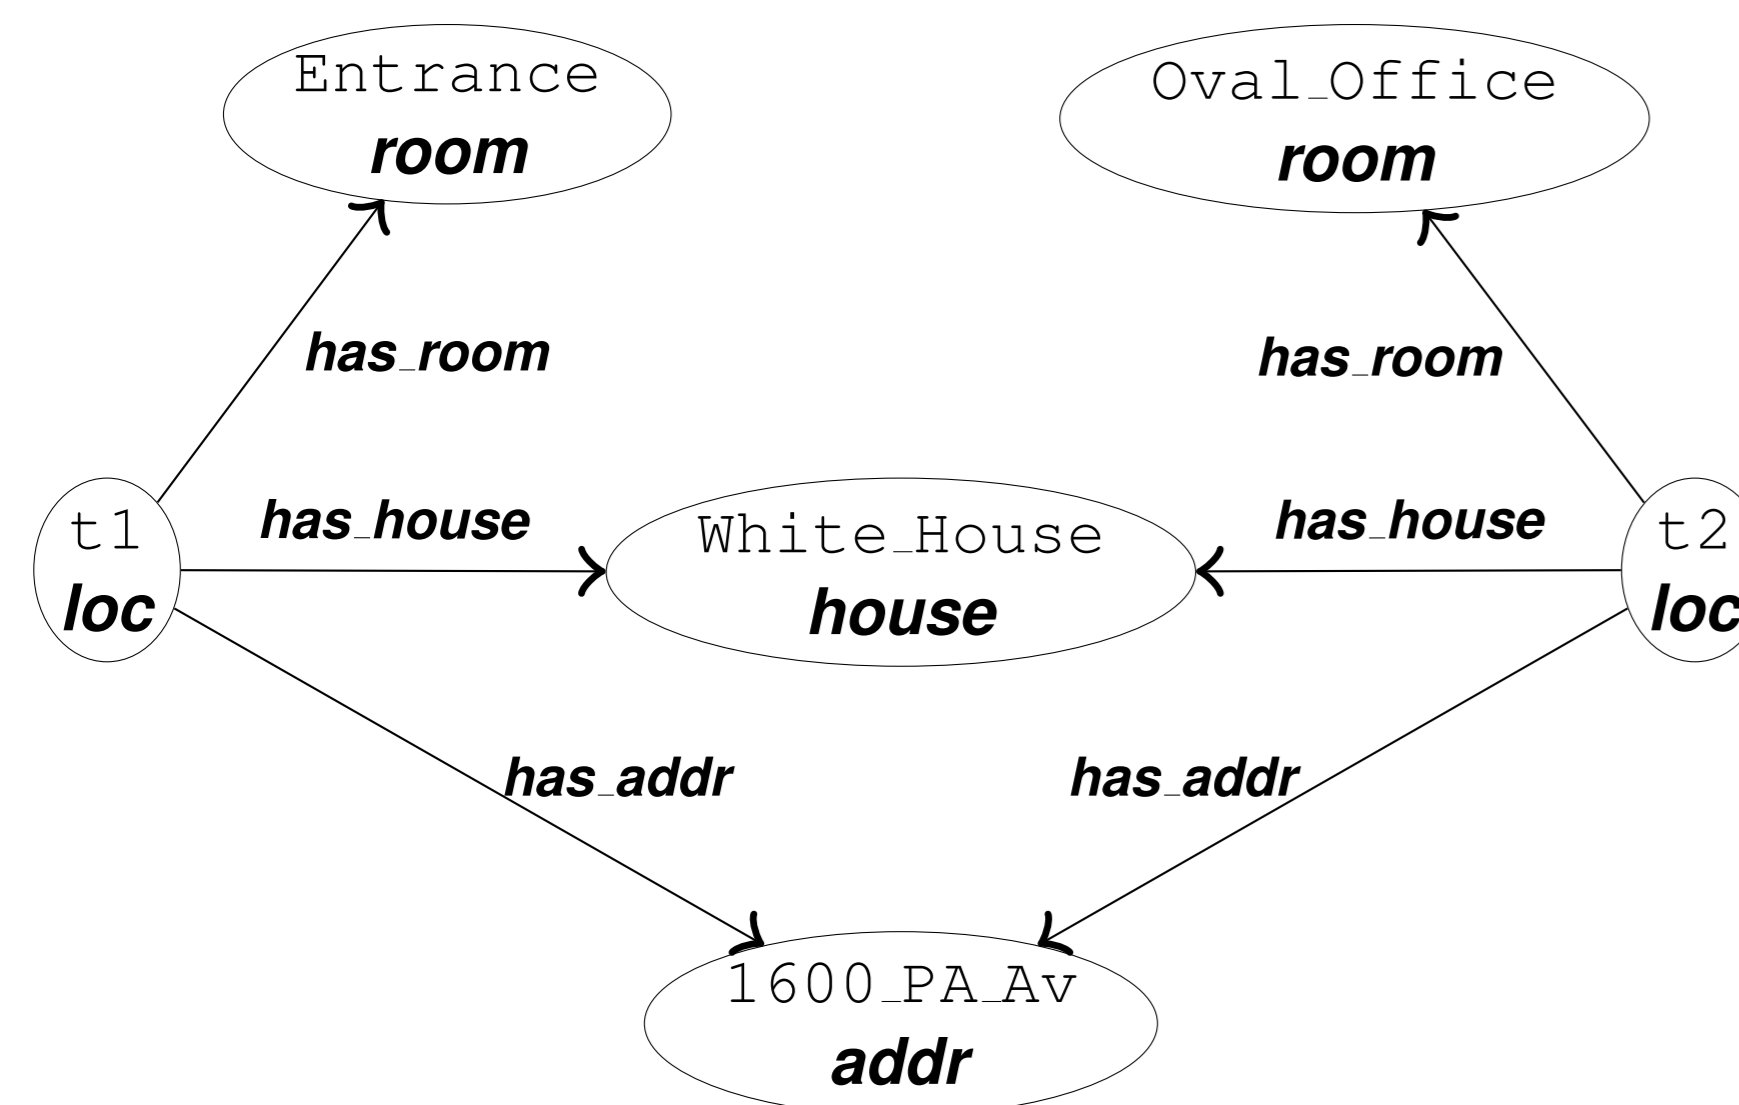 Entrance
room
Oval_Office
room
has_room
has_room
t1
loc
has_house
White_House
house
has_house
t2
loc
has_addr
has_addr
1600_PA_Av
addr